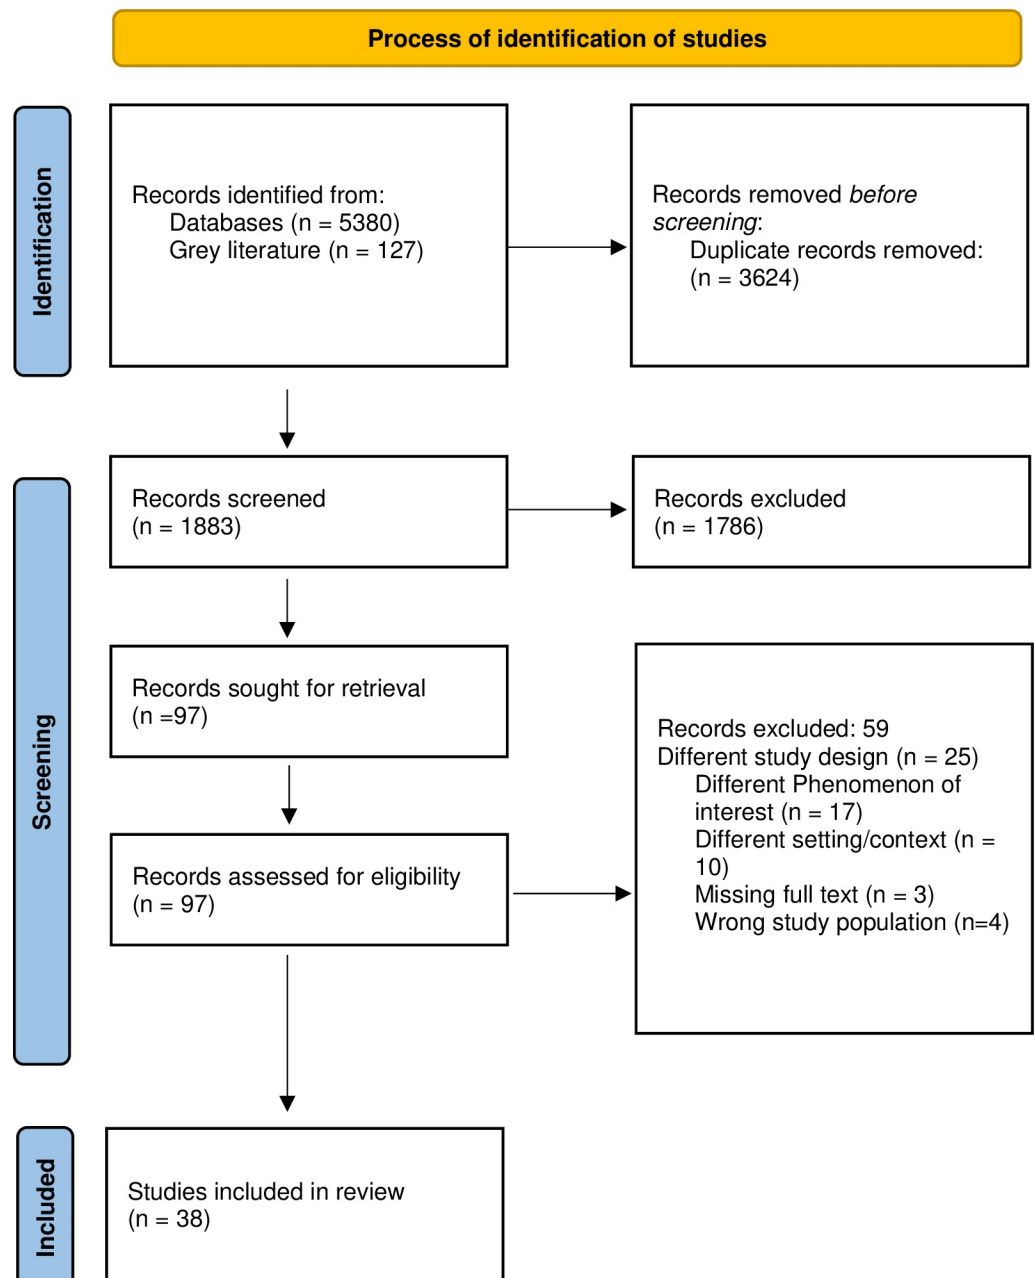 Process of identification of studies
Identification
Records identified from:
Databases (n = 5380)
Grey literature (n = 127)
Records removed before
screening:
Duplicate records removed:
(n = 3624)
Screening
Records screened
(n = 1883)
Records excluded
(n = 1786)
Records sought for retrieval
(n =97)
Records assessed for eligibility
(n = 97)
Records excluded: 59
Different study design (n = 25)
Different Phenomenon of
interest (n = 17)
Different setting/context (n =
10)
Missing full text (n = 3)
Wrong study population (n=4)
Included
Studies included in review
(n = 38)